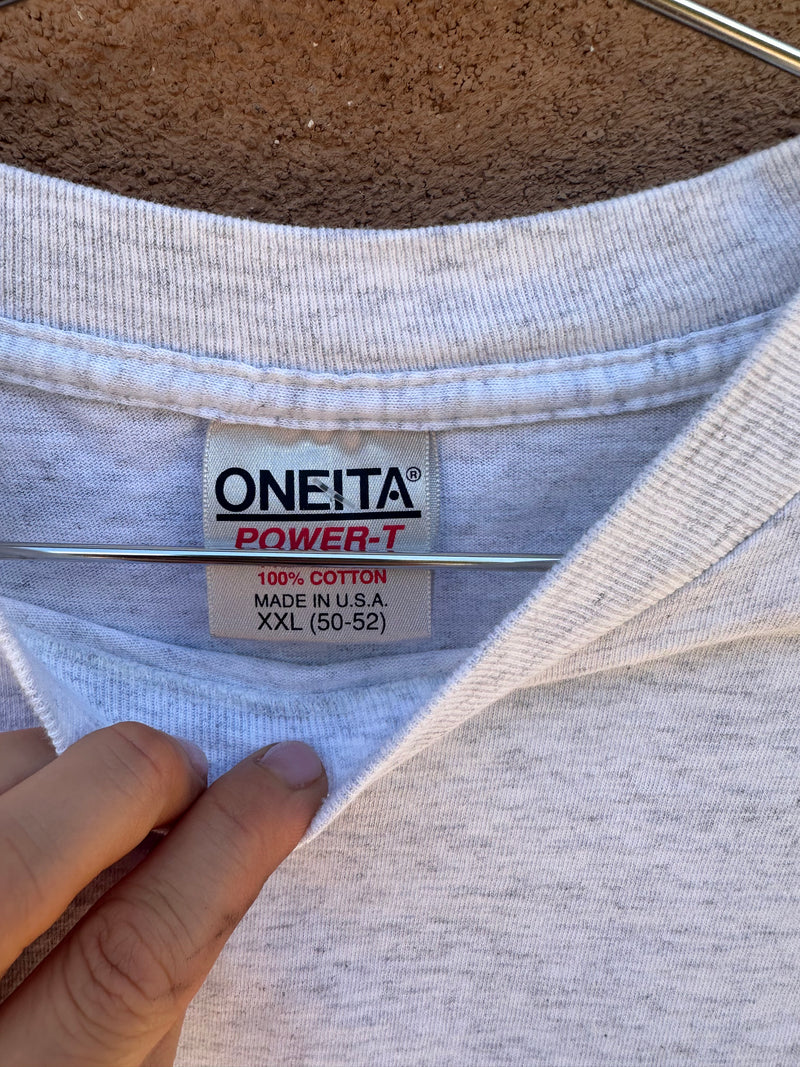 ONEITA®
POWER-T
100% COTTON
MADE IN U.S.A.
XXL (50-52)